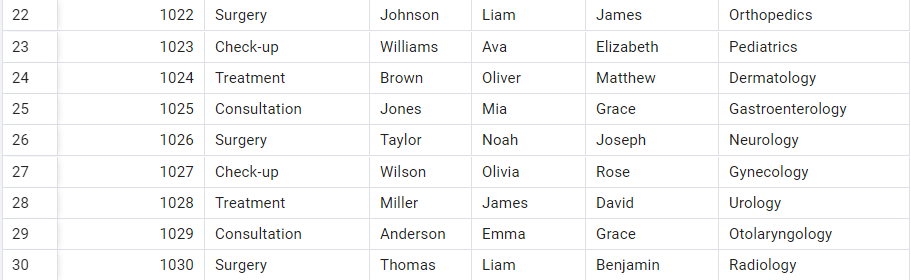 22 1022 Surgery Johnson Liam James Orthopedics
23 1023 Check-up Williams Ava Elizabeth Pediatrics
24 1024 Treatment Brown Oliver Matthew Dermatology
25 1025 Consultation Jones Mia Grace Gastroenterology
26 1026 Surgery Taylor Noah Joseph Neurology
27 1027 Check-up Wilson Olivia Rose Gynecology
28 1028 Treatment Miller James David Urology
29 1029 Consultation Anderson Emma Grace Otolaryngology
30 1030 Surgery Thomas Liam Benjamin Radiology